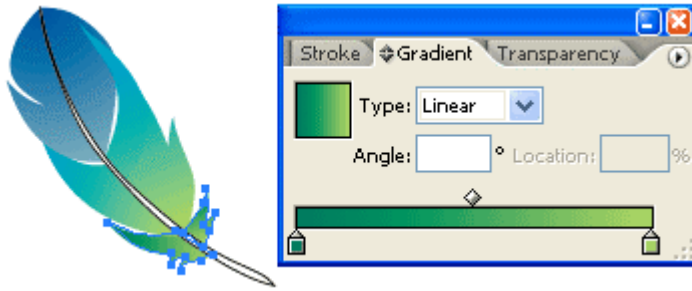 Stroke Gradient Transparency
Type: Linear
Angle: ° Location: %